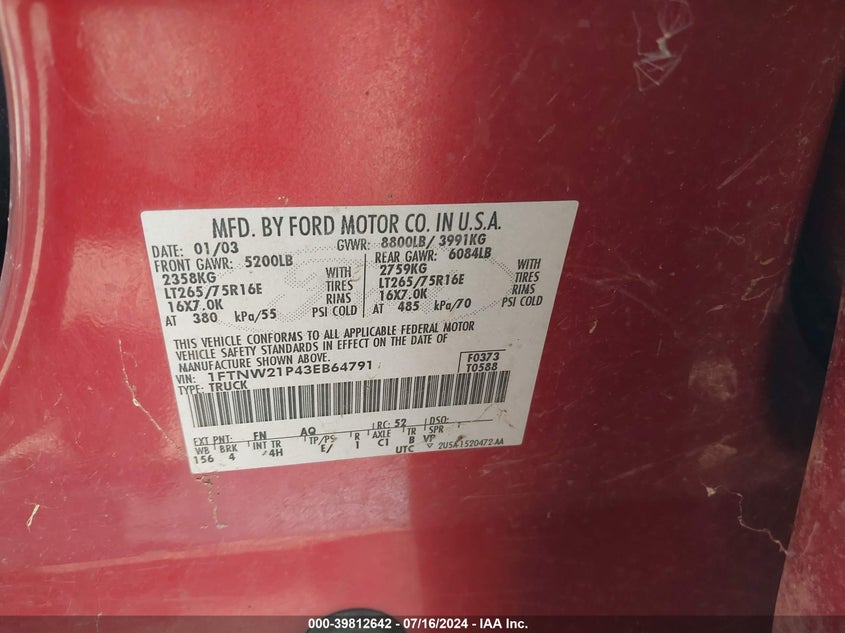 MFD. BY FORD MOTOR CO. IN U.S.A.
DATE: 01/03 GVWR: 8800LB/ 3991KG
FRONT GAWR: 5200LB REAR GAWR: 6084LB
2358KG WITH 2759KG WITH
LT265/75R16E TIRES LT265/75R16E TIRES
16X7.0K RIMS 16X7.0K RIMS
AT 380 kPa/55 PSI COLD AT 485 kPa/70 PSI COLD
THIS VEHICLE CONFORMS TO ALL APPLICABLE FEDERAL MOTOR
VEHICLE SAFETY STANDARDS IN EFFECT ON THE DATE OF
MANUFACTURE SHOWN ABOVE.
VIN: 1FTNW21P43EB64791 F0373
TYPE: TRUCK T0588
EXT PNT: FN AQ RC: 52 DSO:
WB BRK INT TR TP/PS R AXLE TR SPR
156 4 4H E/ 1 C1 B
UTC 2U5A-1520472-AA
000-39812642 - 07/16/2024 - IAA Inc.